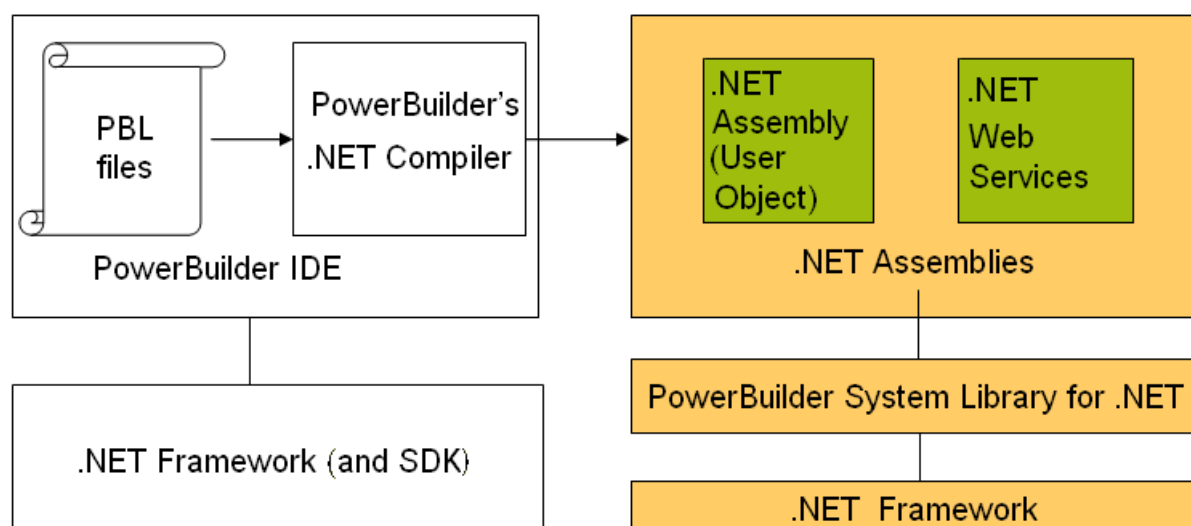 PBL
files
PowerBuilder's
.NET Compiler
PowerBuilder IDE
.NET Framework (and SDK)
.NET
Assembly
(User
Object)
.NET
Web
Services
.NET Assemblies
PowerBuilder System Library for .NET
.NET Framework